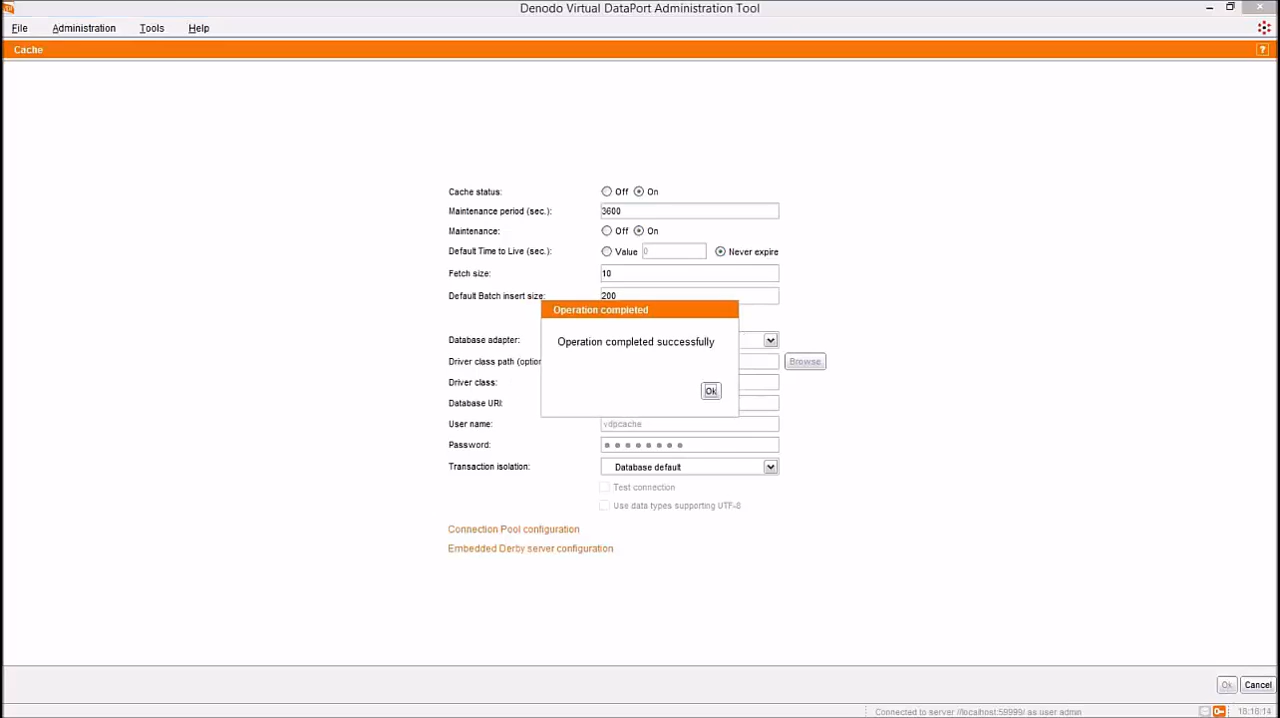 Denodo Virtual DataPort Administration Tool
File Administration Tools Help
Cache
Cache status: Off On
Maintenance period (sec.): 3600
Maintenance: Off On
Default Time to Live (sec.): Value 0 Never expire
Fetch size: 10
Default Batch insert size: 200
Operation completed
Database adapter:
Operation completed successfully
Driver class path (option Browse
Driver class:
Ok
Database URI:
User name: vdpcache
Password:
Transaction isolation: Database default
Test connection
Use data types supporting UTF-8
Connection Pool configuration
Embedded Derby server configuration
Ok Cancel
Connected to server //localhost:59999/ as user admin 18:18:14